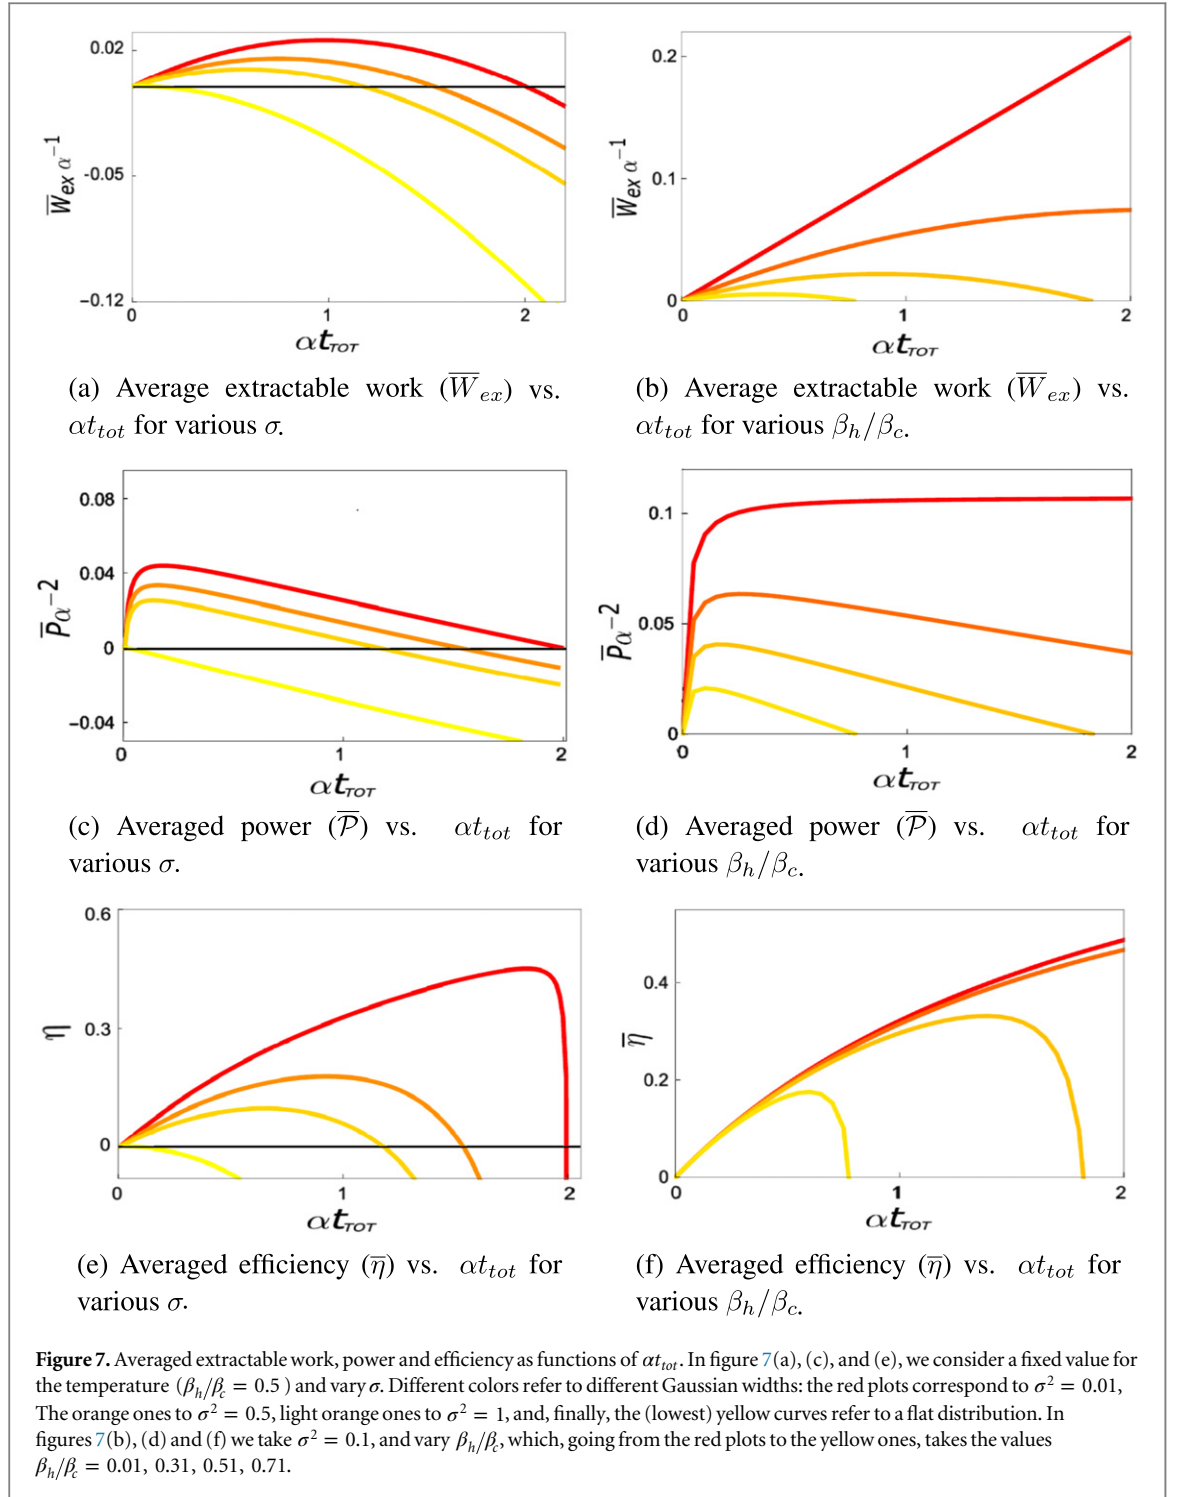 0.02
-0.05
−0.12
0
1
2
W̅ex α⁻¹
αtTOT
(a) Average extractable work (W̅ex) vs.
αttot for various σ.
0.2
0.1
0
0
1
2
W̅ex α⁻¹
αtTOT
(b) Average extractable work (W̅ex) vs.
αttot for various βh/βc.
0.08
0.04
0
−0.04
0
1
2
P̅α⁻²
αtTOT
(c) Averaged power (P̅) vs. αttot for
various σ.
0.1
0.05
0
0
1
2
P̅α⁻²
αtTOT
(d) Averaged power (P̅) vs. αttot for
various βh/βc.
0.6
0.3
0
0
1
2
η
αtTOT
(e) Averaged efficiency (η̅) vs. αttot for
various σ.
0.4
0.2
0
0
1
2
η̅
αtTOT
(f) Averaged efficiency (η̅) vs. αttot for
various βh/βc.
Figure 7. Averaged extractable work, power and efficiency as functions of αttot. In figure 7(a), (c), and (e), we consider a fixed value for
the temperature (βh/βc = 0.5 ) and vary σ. Different colors refer to different Gaussian widths: the red plots correspond to σ² = 0.01,
The orange ones to σ² = 0.5, light orange ones to σ² = 1, and, finally, the (lowest) yellow curves refer to a flat distribution. In
figures 7(b), (d) and (f) we take σ² = 0.1, and vary βh/βc, which, going from the red plots to the yellow ones, takes the values
βh/βc = 0.01, 0.31, 0.51, 0.71.